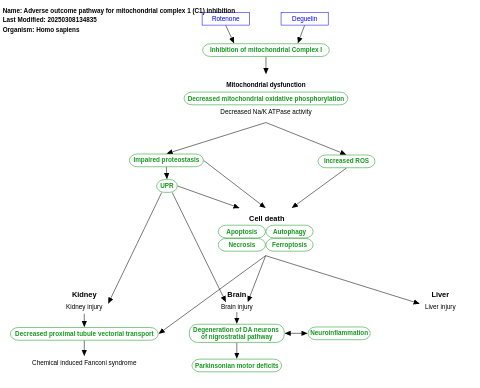 Name: Adverse outcome pathway for mitochondrial complex 1 (C1) inhibition
Last Modified: 20250308134835
Organism: Homo sapiens
Rotenone
Deguelin
Inhibition of mitochondrial Complex I
Mitochondrial dysfunction
Decreased mitochondrial oxidative phosphorylation
Decreased Na/K ATPase activity
Impaired proteostasis
Increased ROS
UPR
Cell death
Apoptosis
Autophagy
Necrosis
Ferroptosis
Kidney
Brain
Liver
Kidney injury
Brain injury
Liver injury
Decreased proximal tubule vectorial transport
Degeneration of DA neurons
of nigrostriatial pathway
Neuroinflammation
Chemical induced Fanconi syndrome
Parkinsonian motor deficits